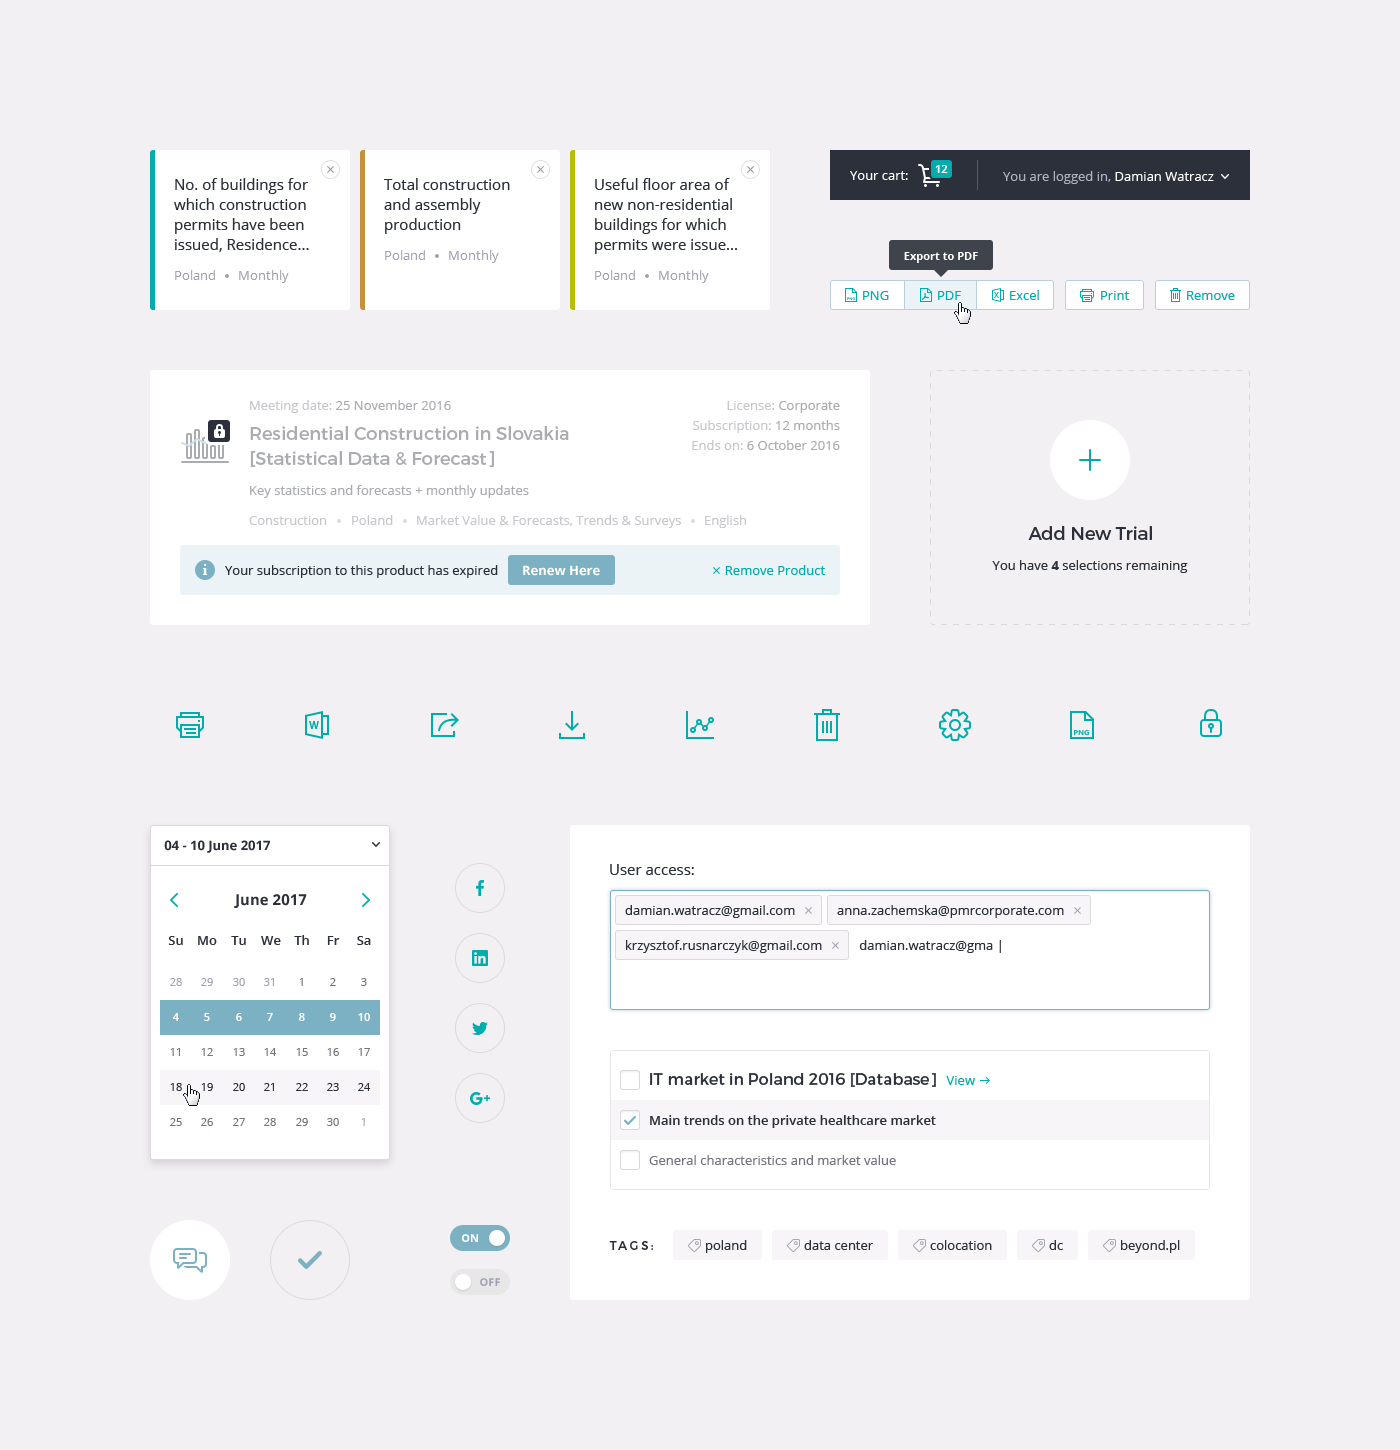 No. of buildings for
which construction
permits have been
issued, Residence...
Poland • Monthly
Total construction
and assembly
production
Poland • Monthly
Useful floor area of
new non-residential
buildings for which
permits were issue...
Poland • Monthly
Your cart: 12
You are logged in, Damian Watracz
Export to PDF
PNG PDF Excel Print Remove
Meeting date: 25 November 2016
Residential Construction in Slovakia
[Statistical Data & Forecast]
Key statistics and forecasts + monthly updates
Construction • Poland • Market Value & Forecasts, Trends & Surveys • English
License: Corporate
Subscription: 12 months
Ends on: 6 October 2016
i Your subscription to this product has expired Renew Here × Remove Product
Add New Trial
You have 4 selections remaining
W
PNG
04 - 10 June 2017
June 2017
Su Mo Tu We Th Fr Sa
28 29 30 31 1 2 3
4 5 6 7 8 9 10
11 12 13 14 15 16 17
18 19 20 21 22 23 24
25 26 27 28 29 30 1
f
in
G+
ON
OFF
User access:
damian.watracz@gmail.com × anna.zachemska@pmrcorporate.com ×
krzysztof.rusnarczyk@gmail.com × damian.watracz@gma |
IT market in Poland 2016 [Database] View →
Main trends on the private healthcare market
General characteristics and market value
TAGS: poland data center colocation dc beyond.pl